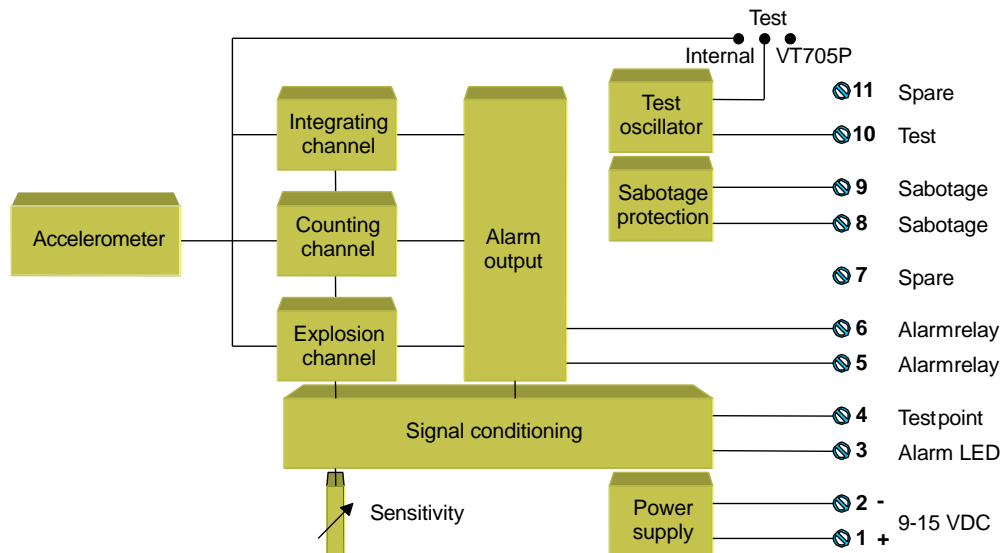 Test
Internal VT705P
Test
oscillator
11 Spare
10 Test
Integrating
channel
Sabotage
protection
9 Sabotage
8 Sabotage
Accelerometer
Counting
channel
Alarm
output
7 Spare
Explosion
channel
6 Alarmrelay
5 Alarmrelay
Signal conditioning
4 Testpoint
3 Alarm LED
Sensitivity
Power
supply
2 -
1 +
9-15 VDC